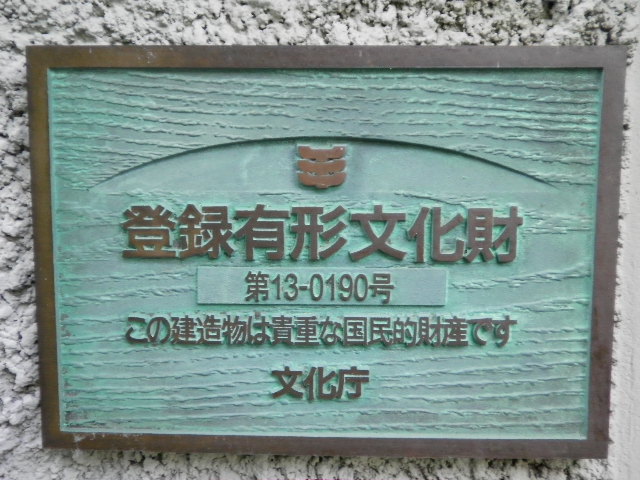 登録有形文化財
第13-0190号
この建造物は貴重な国民的財産です
文化庁